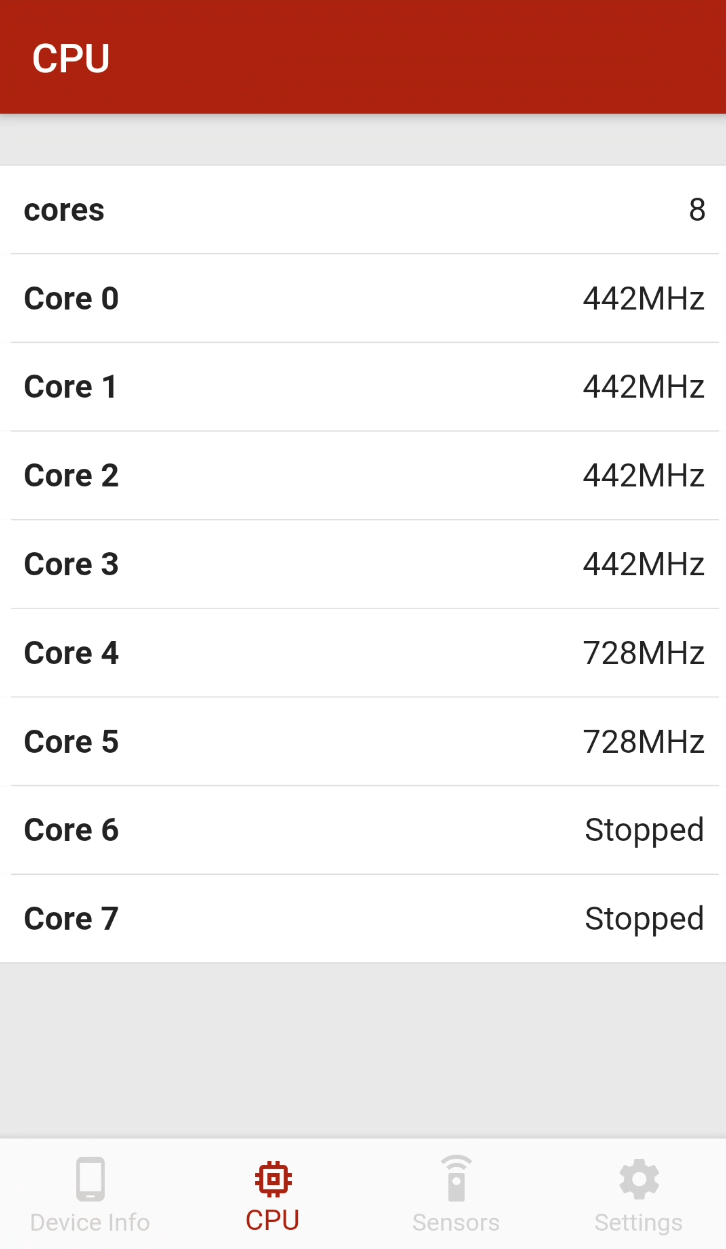 CPU
cores 8
Core 0 442MHz
Core 1 442MHz
Core 2 442MHz
Core 3 442MHz
Core 4 728MHz
Core 5 728MHz
Core 6 Stopped
Core 7 Stopped
Device Info CPU Sensors Settings